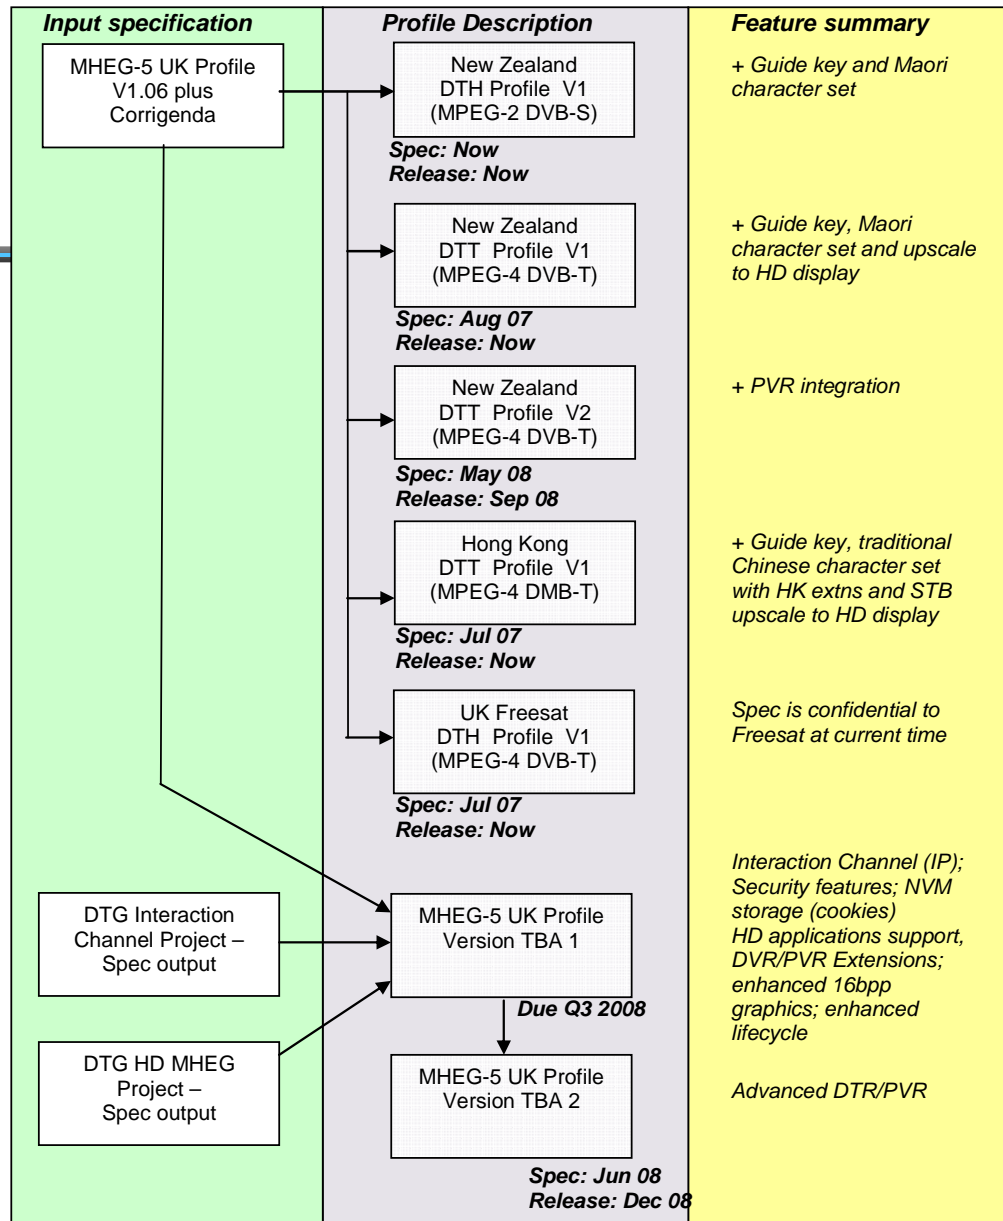 Input specification
MHEG-5 UK Profile
V1.06 plus
Corrigenda
DTG Interaction
Channel Project –
Spec output
DTG HD MHEG
Project –
Spec output
Profile Description
New Zealand
DTH Profile V1
(MPEG-2 DVB-S)
Spec: Now
Release: Now
New Zealand
DTT Profile V1
(MPEG-4 DVB-T)
Spec: Aug 07
Release: Now
New Zealand
DTT Profile V2
(MPEG-4 DVB-T)
Spec: May 08
Release: Sep 08
Hong Kong
DTT Profile V1
(MPEG-4 DMB-T)
Spec: Jul 07
Release: Now
UK Freesat
DTH Profile V1
(MPEG-4 DVB-T)
Spec: Jul 07
Release: Now
MHEG-5 UK Profile
Version TBA 1
Due Q3 2008
MHEG-5 UK Profile
Version TBA 2
Spec: Jun 08
Release: Dec 08
Feature summary
+ Guide key and Maori
character set
+ Guide key, Maori
character set and upscale
to HD display
+ PVR integration
+ Guide key, traditional
Chinese character set
with HK extns and STB
upscale to HD display
Spec is confidential to
Freesat at current time
Interaction Channel (IP);
Security features; NVM
storage (cookies)
HD applications support,
DVR/PVR Extensions;
enhanced 16bpp
graphics; enhanced
lifecycle
Advanced DTR/PVR